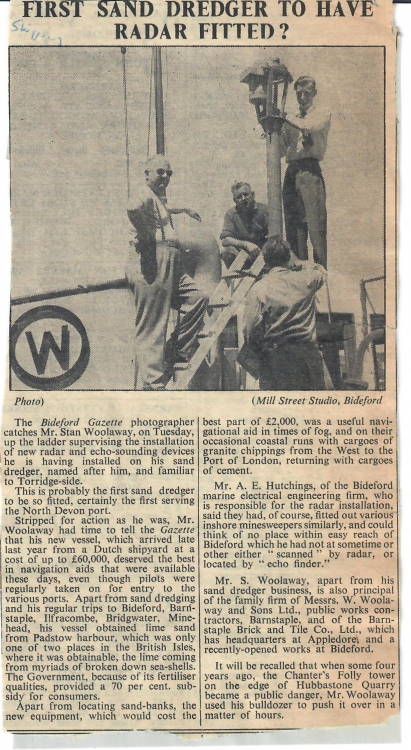 FIRST SAND DREDGER TO HAVE
RADAR FITTED?
Shipping
W
Photo)
(Mill Street Studio, Bideford
The Bideford Gazette photographer
catches Mr. Stan Woolaway, on Tuesday,
up the ladder supervising the installation
of new radar and echo-sounding devices
he is having installed on his sand
dredger, named after him, and familiar
to Torridge-side.
This is probably the first sand dredger
to be so fitted, certainly the first serving
the North Devon port.
Stripped for action as he was, Mr.
Woolaway had time to tell the Gazette
that his new vessel, which arrived late
last year from a Dutch shipyard at a
cost of up to £60,000, deserved the best
in navigation aids that were available
these days, even though pilots were
regularly taken on for entry to the
various ports. Apart from sand dredging
and his regular trips to Bideford, Barn-
staple, Ilfracombe, Bridgwater, Mine-
head, his vessel obtained lime sand
from Padstow harbour, which was only
one of two places in the British Isles,
where it was obtainable, the lime coming
from myriads of broken down sea-shells.
The Government, because of its fertiliser
qualities, provided a 70 per cent. sub-
sidy for consumers.
Apart from locating sand-banks, the
new equipment, which would cost the
best part of £2,000, was a useful navi-
gational aid in times of fog, and on their
occasional coastal runs with cargoes of
granite chippings from the West to the
Port of London, returning with cargoes
of cement.
Mr. A. E. Hutchings, of the Bideford
marine electrical engineering firm, who
is responsible for the radar installation,
said they had, of course, fitted out various
inshore minesweepers similarly, and could
think of no place within easy reach of
Bideford which he had not at sometime or
other either " scanned " by radar, or
located by " echo finder."
Mr. S. Woolaway, apart from his
sand dredger business, is also principal
of the family firm of Messrs. W. Woola-
way and Sons Ltd., public works con-
tractors, Barnstaple, and of the Barn-
staple Brick and Tile Co., Ltd., which
has headquarters at Appledore, and a
recently-opened works at Bideford.
It will be recalled that when some four
years ago, the Chanter's Folly tower
on the edge of Hubbastone Quarry
became a public danger, Mr. Woolaway
used his bulldozer to push it over in a
matter of hours.